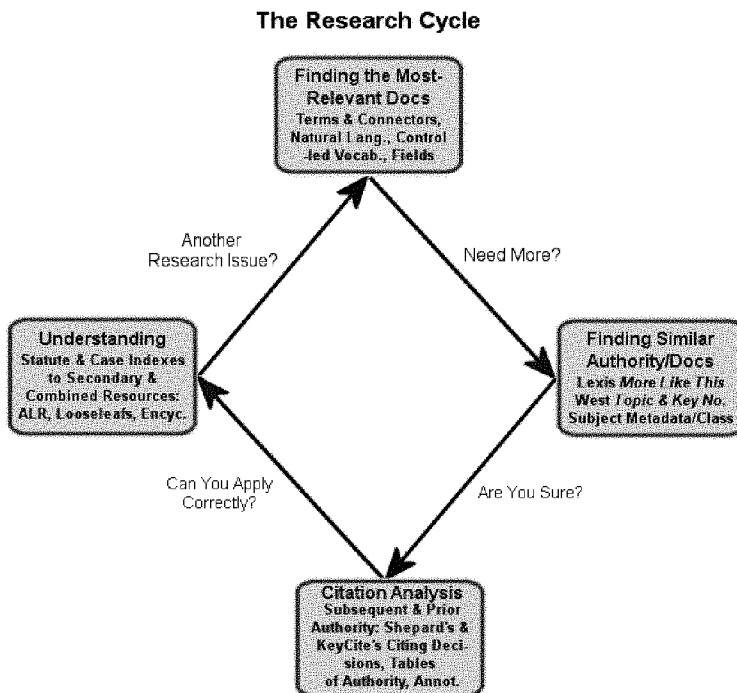 The Research Cycle
Finding the Most-
Relevant Docs
Terms & Connectors,
Natural Lang., Control
-led Vocab., Fields
Another
Research Issue?
Need More?
Understanding
Statute & Case Indexes
to Secondary &
Combined Resources:
ALR, Looseleafs, Encyc.
Finding Similar
Authority/Docs
Lexis More Like This
West Topic & Key No.
Subject Metadata/Class
Can You Apply
Correctly?
Are You Sure?
Citation Analysis
Subsequent & Prior
Authority: Shepard's &
KeyCite's Citing Deci-
sions, Tables
of Authority, Annot.